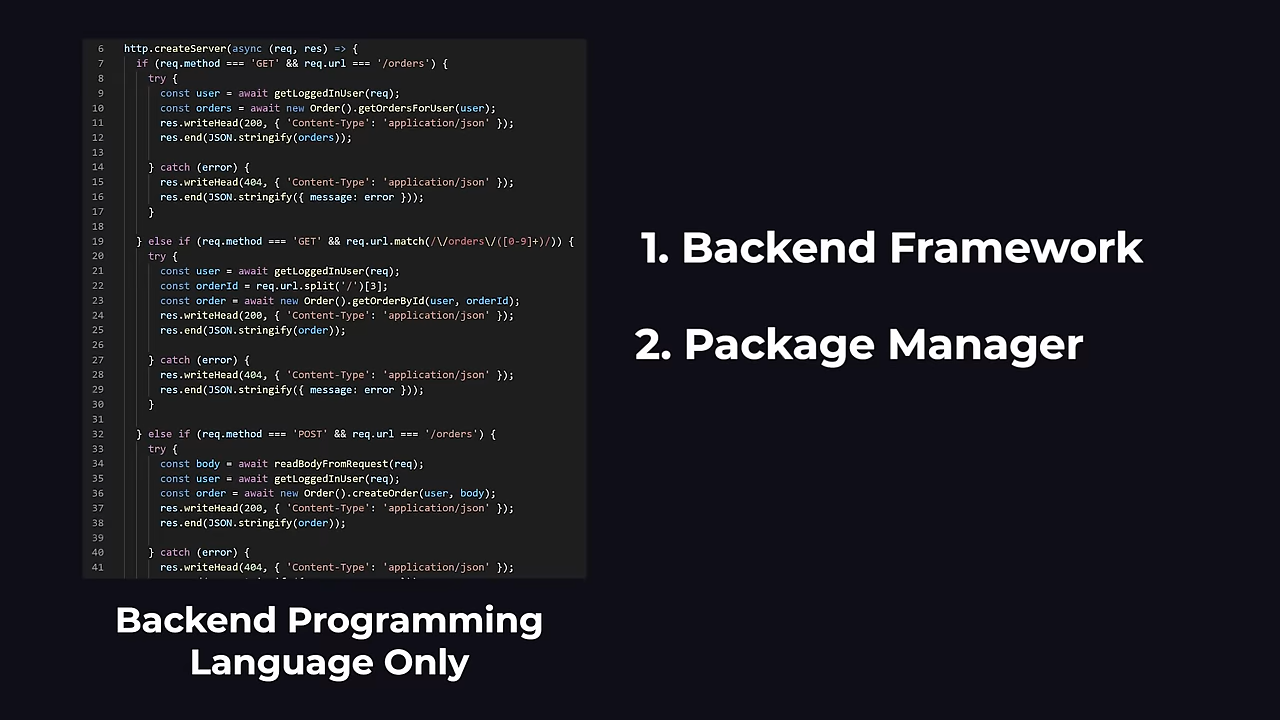 6 http.createServer(async (req, res) => {
7 if (req.method === 'GET' && req.url === '/orders') {
8 try {
9 const user = await getLoggedInUser(req);
10 const orders = await new Order().getOrdersForUser(user);
11 res.writeHead(200, { 'Content-Type': 'application/json' });
12 res.end(JSON.stringify(orders));
13
14 } catch (error) {
15 res.writeHead(404, { 'Content-Type': 'application/json' });
16 res.end(JSON.stringify({ message: error }));
17 }
18
19 } else if (req.method === 'GET' && req.url.match(/\/orders\/([0-9]+)/)) {
20 try {
21 const user = await getLoggedInUser(req);
22 const orderId = req.url.split('/')[3];
23 const order = await new Order().getOrderById(user, orderId);
24 res.writeHead(200, { 'Content-Type': 'application/json' });
25 res.end(JSON.stringify(order));
26
27 } catch (error) {
28 res.writeHead(404, { 'Content-Type': 'application/json' });
29 res.end(JSON.stringify({ message: error }));
30 }
31
32 } else if (req.method === 'POST' && req.url === '/orders') {
33 try {
34 const body = await readBodyFromRequest(req);
35 const user = await getLoggedInUser(req);
36 const order = await new Order().createOrder(user, body);
37 res.writeHead(200, { 'Content-Type': 'application/json' });
38 res.end(JSON.stringify(order));
39
40 } catch (error) {
41 res.writeHead(404, { 'Content-Type': 'application/json' });
Backend Programming
Language Only
1. Backend Framework
2. Package Manager